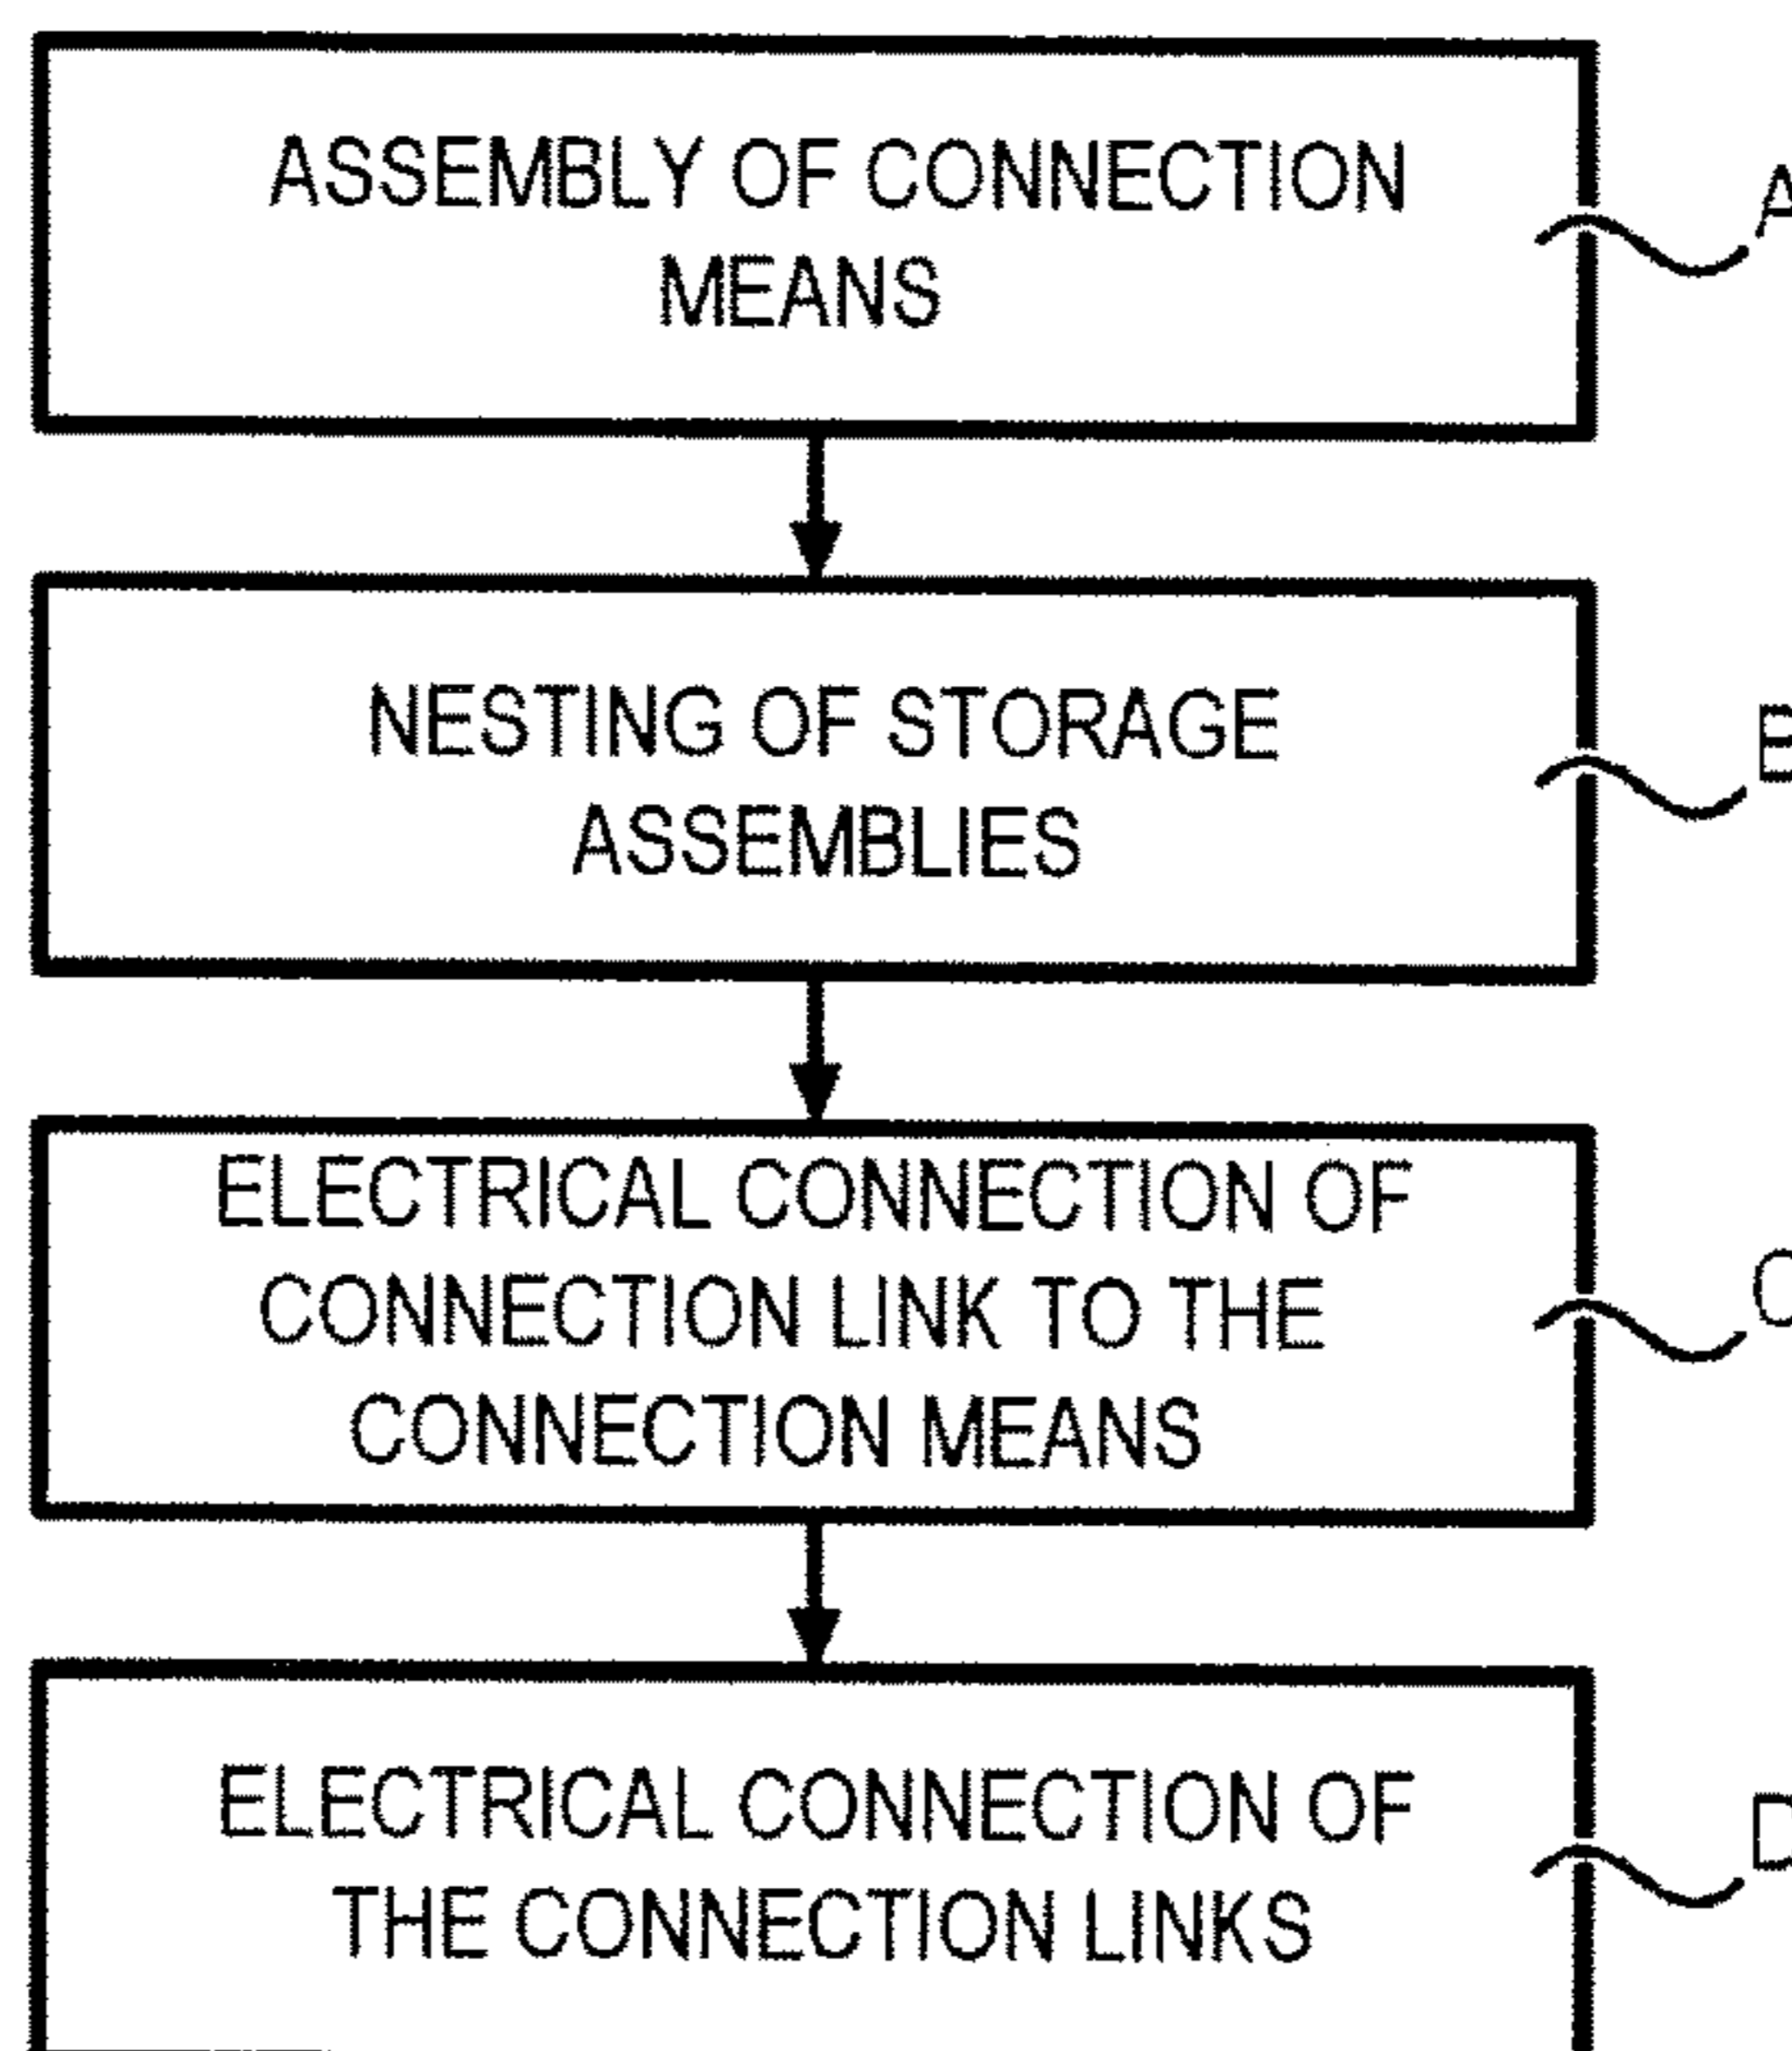 ASSEMBLY OF CONNECTION
MEANS
A
NESTING OF STORAGE
ASSEMBLIES
B
ELECTRICAL CONNECTION OF
CONNECTION LINK TO THE
CONNECTION MEANS
C
ELECTRICAL CONNECTION OF
THE CONNECTION LINKS
D